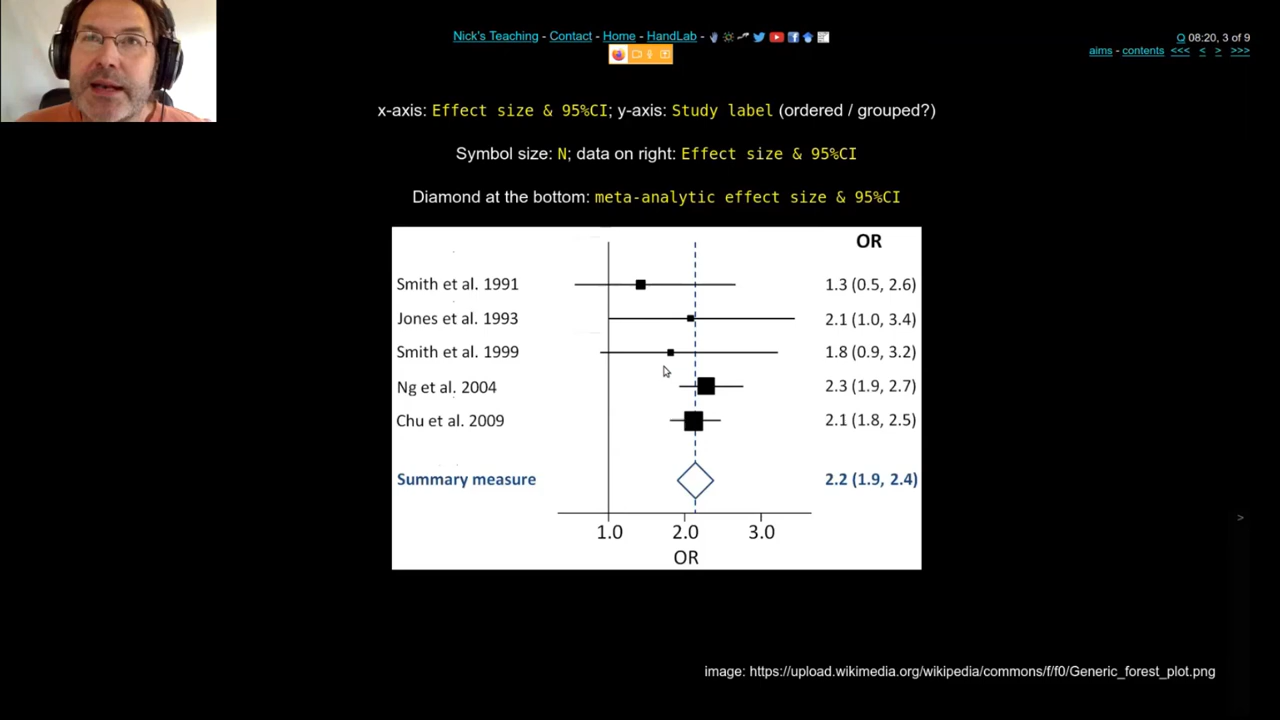 Nick's Teaching - Contact - Home - HandLab -
Q 08:20, 3 of 9
aims - contents <<< < > >>>
x-axis: Effect size & 95%CI; y-axis: Study label (ordered / grouped?)
Symbol size: N; data on right: Effect size & 95%CI
Diamond at the bottom: meta-analytic effect size & 95%CI
OR
Smith et al. 1991 1.3 (0.5, 2.6)
Jones et al. 1993 2.1 (1.0, 3.4)
Smith et al. 1999 1.8 (0.9, 3.2)
Ng et al. 2004 2.3 (1.9, 2.7)
Chu et al. 2009 2.1 (1.8, 2.5)
Summary measure 2.2 (1.9, 2.4)
1.0 2.0 3.0
OR
>
image: https://upload.wikimedia.org/wikipedia/commons/f/f0/Generic_forest_plot.png